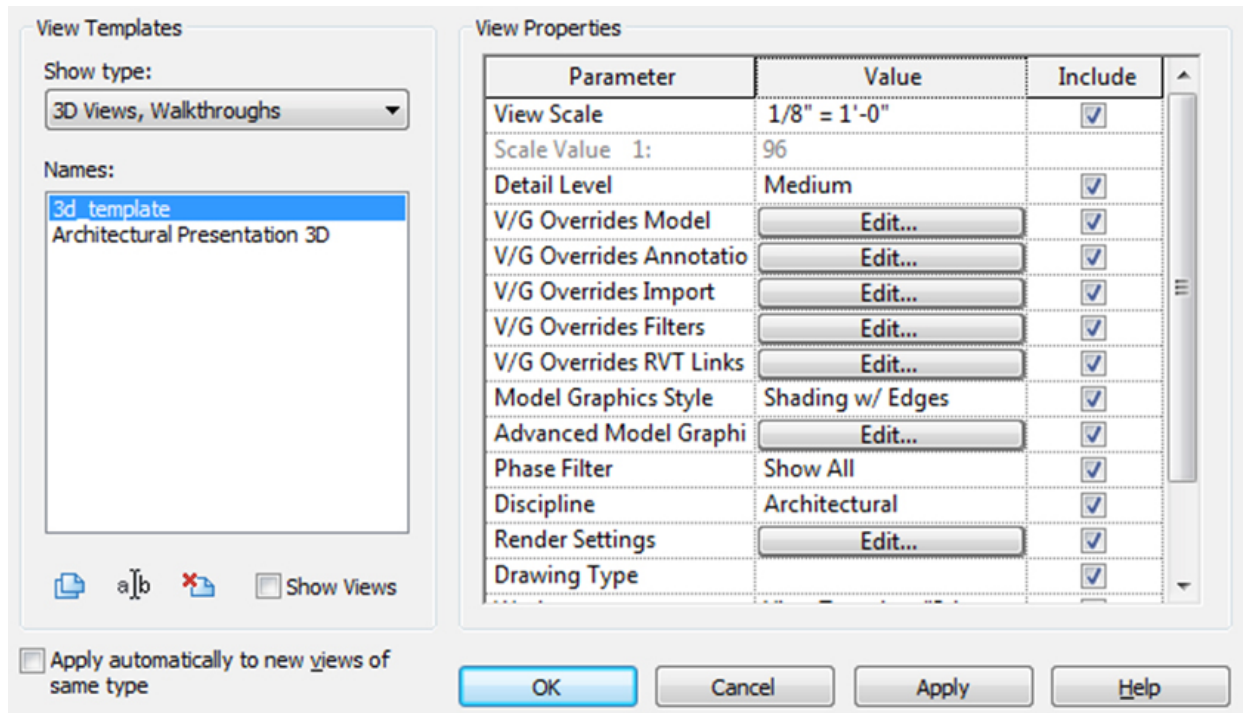 View Templates
Show type:
3D Views, Walkthroughs
Names:
3d_template
Architectural Presentation 3D
a b
Show Views
Apply automatically to new views of
same type
View Properties
Parameter Value Include
View Scale 1/8" = 1'-0"
Scale Value 1: 96
Detail Level Medium
V/G Overrides Model Edit...
V/G Overrides Annotatio Edit...
V/G Overrides Import Edit...
V/G Overrides Filters Edit...
V/G Overrides RVT Links Edit...
Model Graphics Style Shading w/ Edges
Advanced Model Graphi Edit...
Phase Filter Show All
Discipline Architectural
Render Settings Edit...
Drawing Type
OK Cancel Apply Help